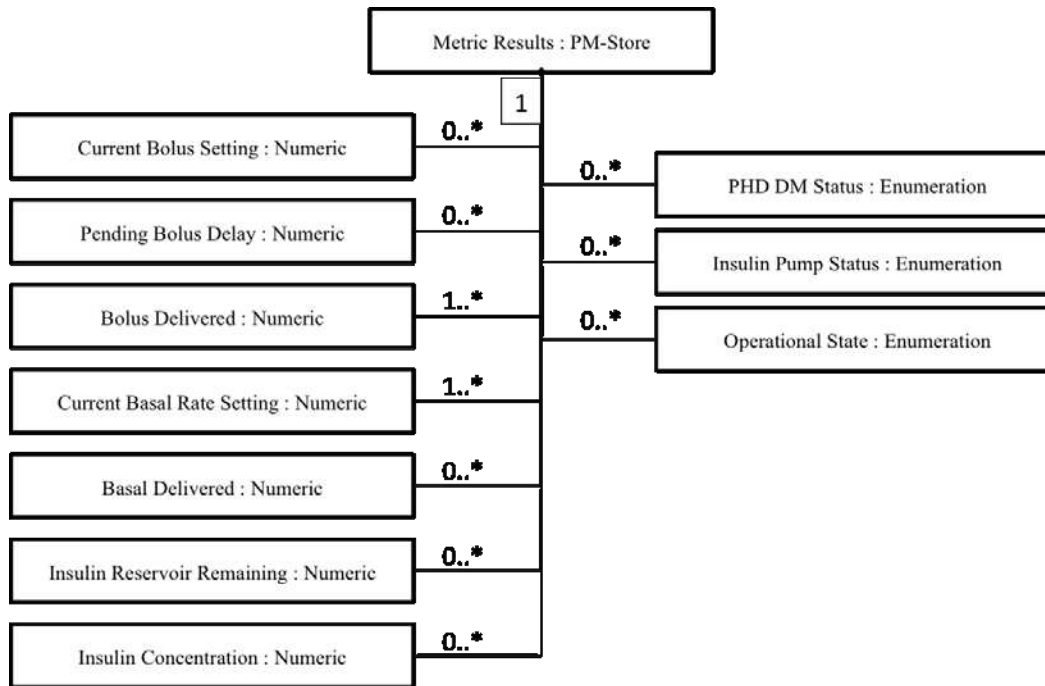 Metric Results : PM-Store
1
0..*
Current Bolus Setting : Numeric
0..*
PHD DM Status : Enumeration
0..*
Pending Bolus Delay : Numeric
0..*
Insulin Pump Status : Enumeration
1..*
Bolus Delivered : Numeric
0..*
Operational State : Enumeration
1..*
Current Basal Rate Setting : Numeric
0..*
Basal Delivered : Numeric
0..*
Insulin Reservoir Remaining : Numeric
0..*
Insulin Concentration : Numeric